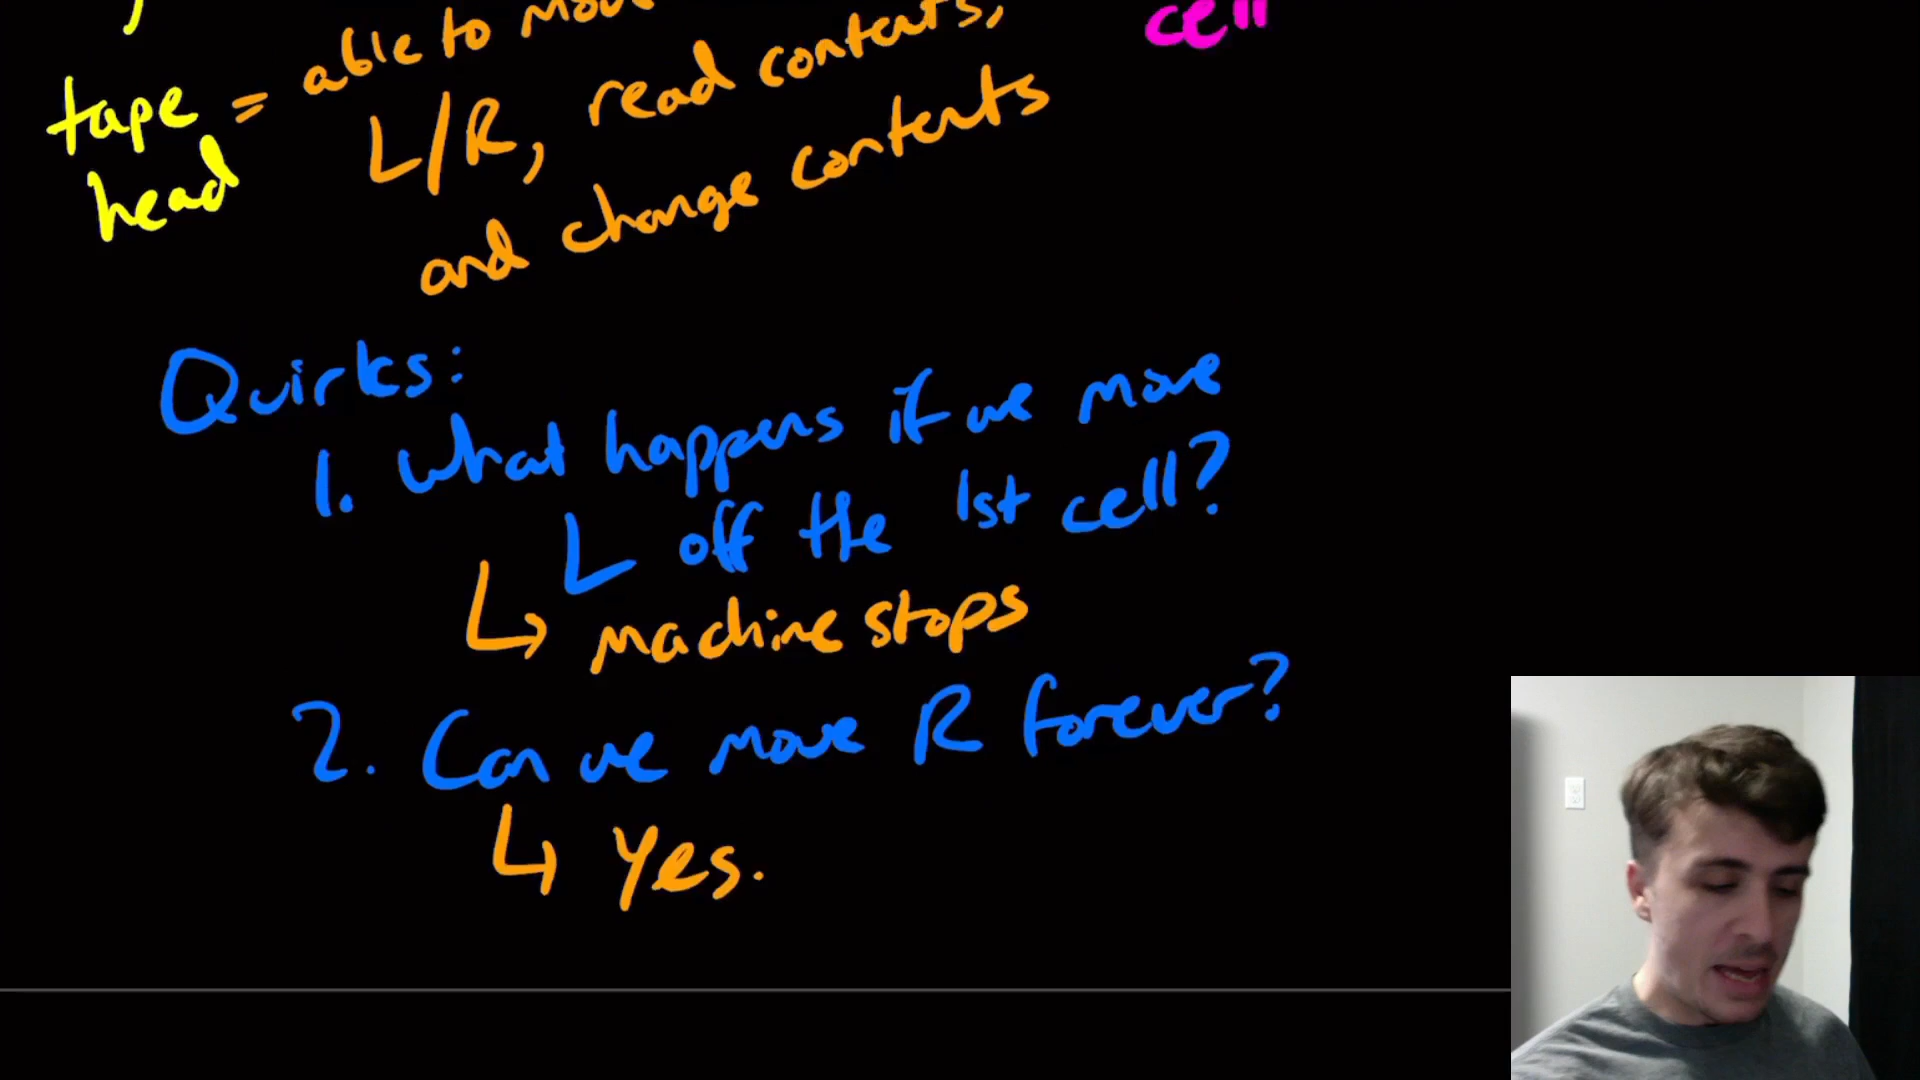 able to
tape = L/R, read contents, cell
head and change contents
Quirks:
1. What happens if we move
L off the 1st cell?
↳ machine stops
2. Can we move R forever?
↳ Yes.